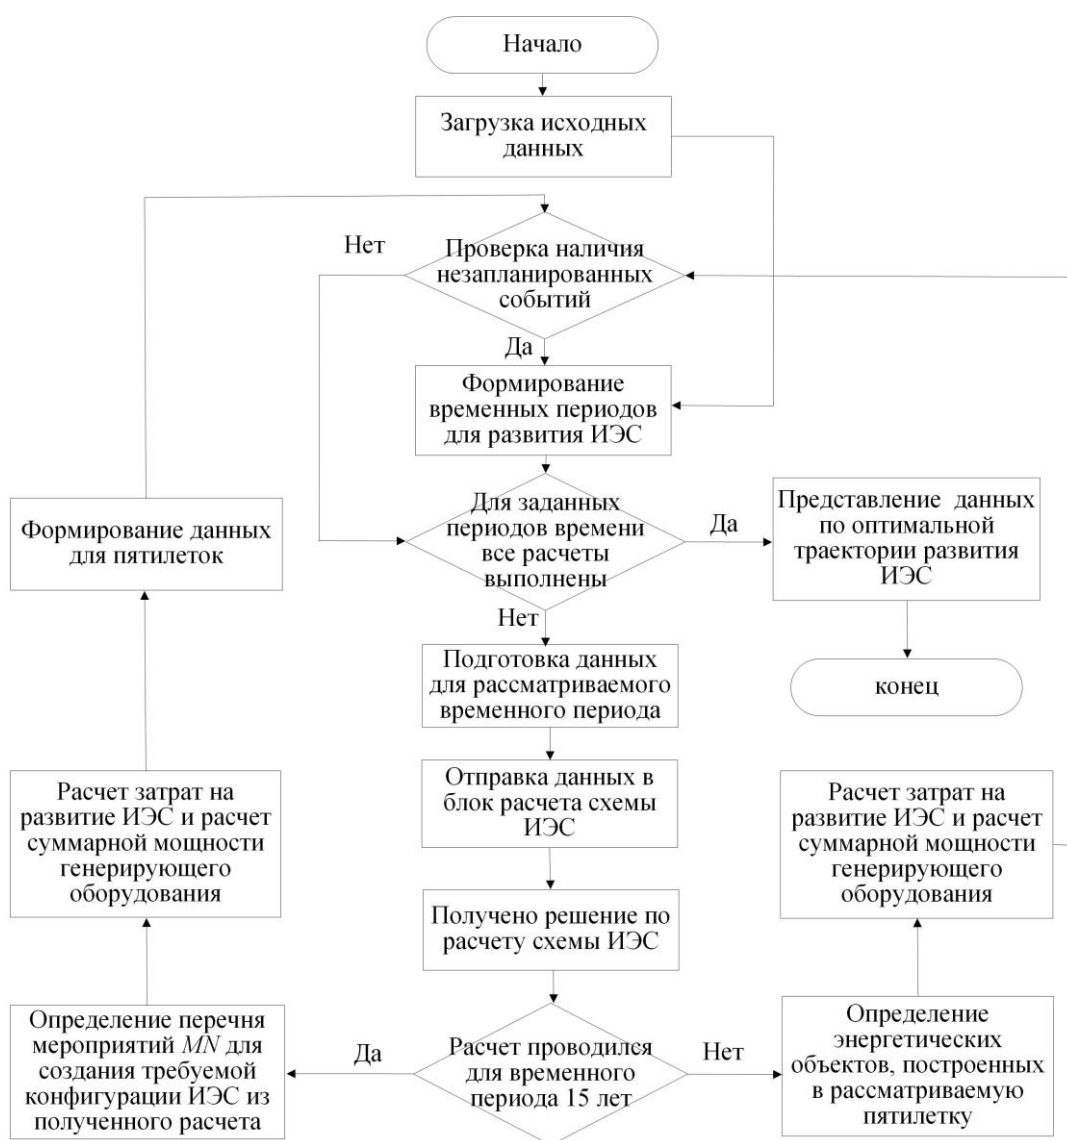 Начало
Загрузка исходных
данных
Нет
Проверка наличия
незапланированных
событий
Да
Формирование
временных периодов
для развития ИЭС
Формирование данных
для пятилеток
Для заданных
периодов времени
все расчеты
выполнены
Да
Представление данных
по оптимальной
траектории развития
ИЭС
Нет
Подготовка данных
для рассматриваемого
временного периода
конец
Расчет затрат на
развитие ИЭС и расчет
суммарной мощности
генерирующего
оборудования
Отправка данных в
блок расчета схемы
ИЭС
Расчет затрат на
развитие ИЭС и расчет
суммарной мощности
генерирующего
оборудования
Получено решение по
расчету схемы ИЭС
Определение перечня
мероприятий MN для
создания требуемой
конфигурации ИЭС из
полученного расчета
Да
Расчет проводился
для временного
периода 15 лет
Нет
Определение
энергетических
объектов, построенных
в рассматриваемую
пятилетку